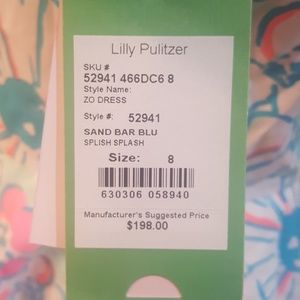 Lilly Pulitzer
SKU #
52941 466DC6 8
Style Name:
ZO DRESS
Style #: 52941
SAND BAR BLU
SPLISH SPLASH
Size: 8
630306 058940
Manufacturer's Suggested Price
$198.00